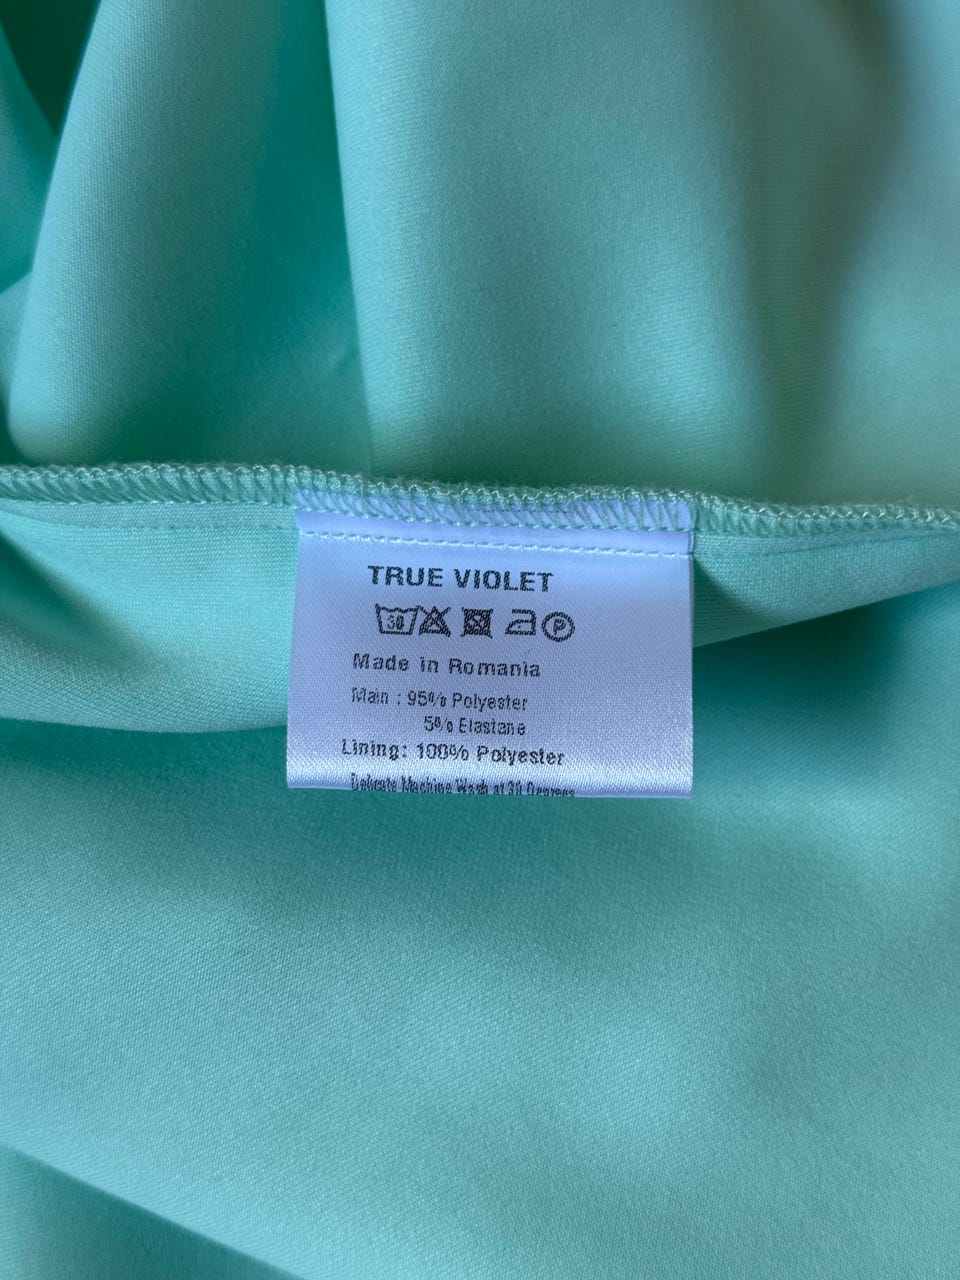 TRUE VIOLET
30 P
Made in Romania
Main : 95% Polyester
5% Elastane
Lining: 100% Polyester
Delicate Machine Wash at 30 Degrees